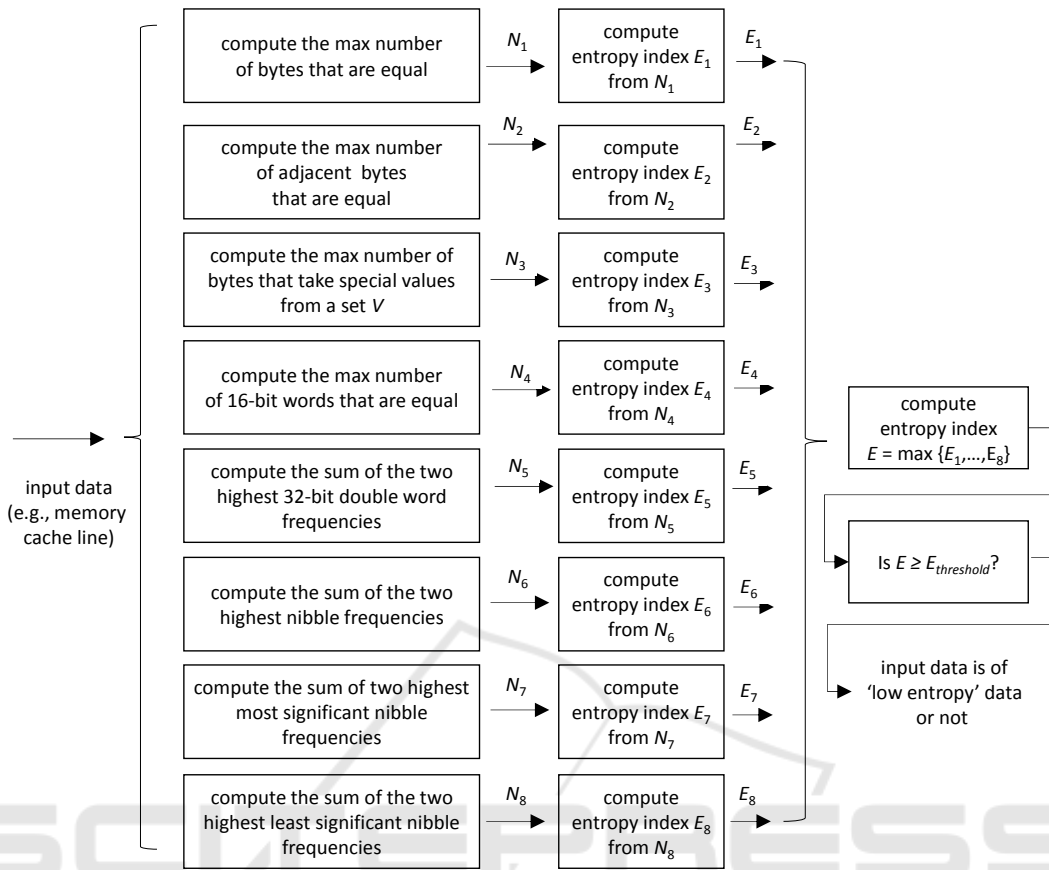 compute the max number
of bytes that are equal
N1
compute
entropy index E1
from N1
E1
compute the max number
of adjacent bytes
that are equal
N2
compute
entropy index E2
from N2
E2
compute the max number of
bytes that take special values
from a set V
N3
compute
entropy index E3
from N3
E3
compute the max number
of 16-bit words that are equal
N4
compute
entropy index E4
from N4
E4
compute the sum of the two
highest 32-bit double word
frequencies
N5
compute
entropy index E5
from N5
E5
compute the sum of the two
highest nibble frequencies
N6
compute
entropy index E6
from N6
E6
compute the sum of two highest
most significant nibble
frequencies
N7
compute
entropy index E7
from N7
E7
compute the sum of the two
highest least significant nibble
frequencies
N8
compute
entropy index E8
from N8
E8
input data
(e.g., memory
cache line)
compute
entropy index
E = max {E1,…,E8}
Is E ≥ Ethreshold?
input data is of
‘low entropy’ data
or not
SCITEPRESS